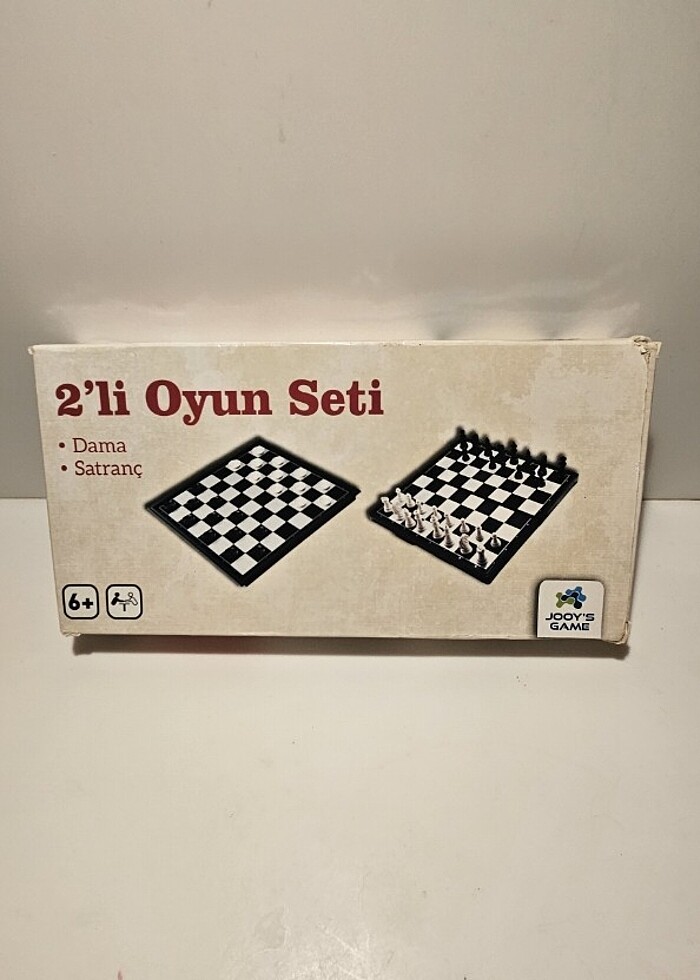 2'li Oyun Seti
• Dama
• Satranç
6+
JOOY'S
GAME